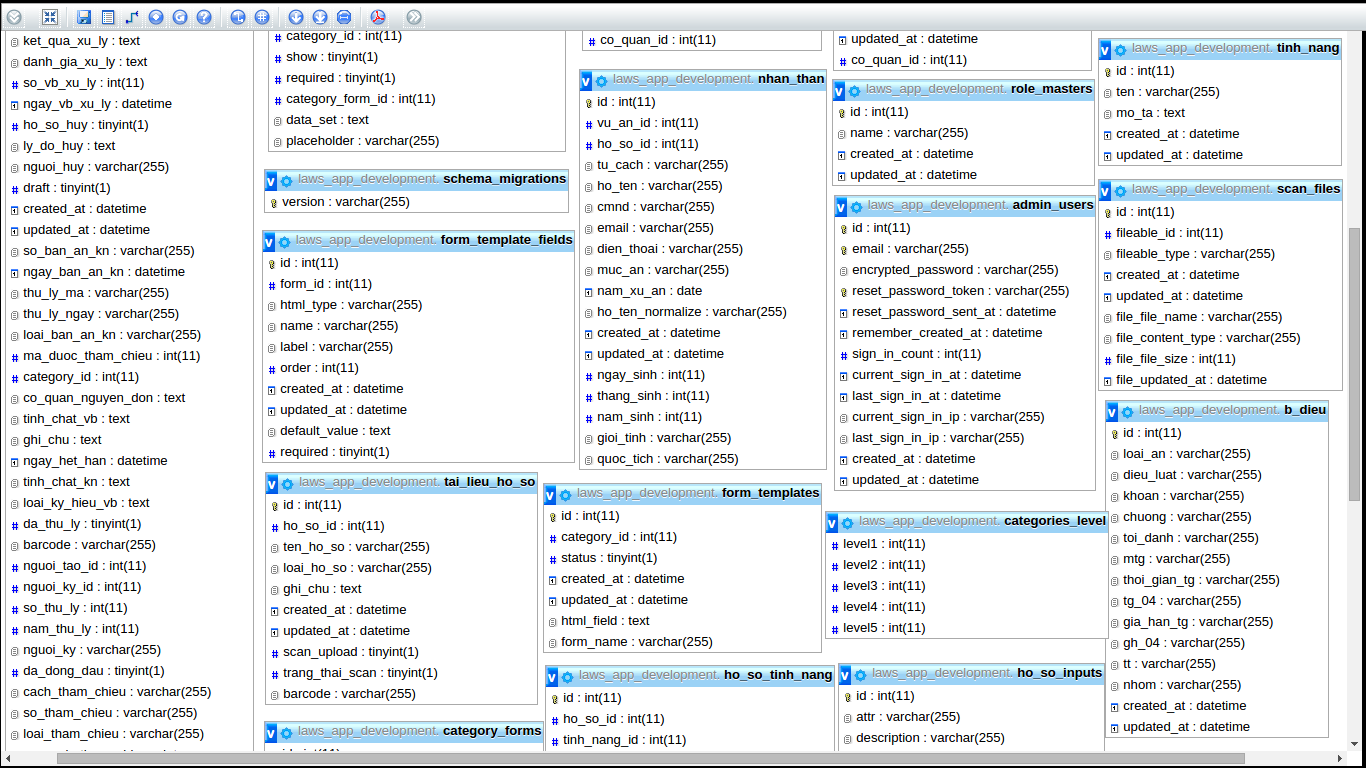 ket_qua_xu_ly : text
danh_gia_xu_ly : text
so_vb_xu_ly : int(11)
ngay_vb_xu_ly : datetime
ho_so_huy : tinyint(1)
ly_do_huy : text
nguoi_huy : varchar(255)
draft : tinyint(1)
created_at : datetime
updated_at : datetime
so_ban_an_kn : varchar(255)
ngay_ban_an_kn : datetime
thu_ly_ma : varchar(255)
thu_ly_ngay : varchar(255)
loai_ban_an_kn : varchar(255)
ma_duoc_tham_chieu : int(11)
category_id : int(11)
co_quan_nguyen_don : text
tinh_chat_vb : text
ghi_chu : text
ngay_het_han : datetime
tinh_chat_kn : text
loai_ky_hieu_vb : text
da_thu_ly : tinyint(1)
barcode : varchar(255)
nguoi_tao_id : int(11)
nguoi_ky_id : int(11)
so_thu_ly : int(11)
nam_thu_ly : int(11)
nguoi_ky : varchar(255)
da_dong_dau : tinyint(1)
cach_tham_chieu : varchar(255)
so_tham_chieu : varchar(255)
loai_tham_chieu : varchar(255)
category_id : int(11)
show : tinyint(1)
required : tinyint(1)
category_form_id : int(11)
data_set : text
placeholder : varchar(255)
v laws_app_development. schema_migrations
version : varchar(255)
v laws_app_development. form_template_fields
id : int(11)
form_id : int(11)
html_type : varchar(255)
name : varchar(255)
label : varchar(255)
order : int(11)
created_at : datetime
updated_at : datetime
default_value : text
required : tinyint(1)
v laws_app_development. tai_lieu_ho_so
id : int(11)
ho_so_id : int(11)
ten_ho_so : varchar(255)
loai_ho_so : varchar(255)
ghi_chu : text
created_at : datetime
updated_at : datetime
scan_upload : tinyint(1)
trang_thai_scan : tinyint(1)
barcode : varchar(255)
v laws_app_development. category_forms
co_quan_id : int(11)
v laws_app_development. nhan_than
id : int(11)
vu_an_id : int(11)
ho_so_id : int(11)
tu_cach : varchar(255)
ho_ten : varchar(255)
cmnd : varchar(255)
email : varchar(255)
dien_thoai : varchar(255)
muc_an : varchar(255)
nam_xu_an : date
ho_ten_normalize : varchar(255)
created_at : datetime
updated_at : datetime
ngay_sinh : int(11)
thang_sinh : int(11)
nam_sinh : int(11)
gioi_tinh : varchar(255)
quoc_tich : varchar(255)
v laws_app_development. form_templates
id : int(11)
category_id : int(11)
status : tinyint(1)
created_at : datetime
updated_at : datetime
html_field : text
form_name : varchar(255)
v laws_app_development. ho_so_tinh_nang
id : int(11)
ho_so_id : int(11)
tinh_nang_id : int(11)
updated_at : datetime
co_quan_id : int(11)
v laws_app_development. role_masters
id : int(11)
name : varchar(255)
created_at : datetime
updated_at : datetime
v laws_app_development. admin_users
id : int(11)
email : varchar(255)
encrypted_password : varchar(255)
reset_password_token : varchar(255)
reset_password_sent_at : datetime
remember_created_at : datetime
sign_in_count : int(11)
current_sign_in_at : datetime
last_sign_in_at : datetime
current_sign_in_ip : varchar(255)
last_sign_in_ip : varchar(255)
created_at : datetime
updated_at : datetime
v laws_app_development. categories_level
level1 : int(11)
level2 : int(11)
level3 : int(11)
level4 : int(11)
level5 : int(11)
v laws_app_development. ho_so_inputs
id : int(11)
attr : varchar(255)
description : varchar(255)
v laws_app_development. tinh_nang
id : int(11)
ten : varchar(255)
mo_ta : text
created_at : datetime
updated_at : datetime
v laws_app_development. scan_files
id : int(11)
fileable_id : int(11)
fileable_type : varchar(255)
created_at : datetime
updated_at : datetime
file_file_name : varchar(255)
file_content_type : varchar(255)
file_file_size : int(11)
file_updated_at : datetime
v laws_app_development. b_dieu
id : int(11)
loai_an : varchar(255)
dieu_luat : varchar(255)
khoan : varchar(255)
chuong : varchar(255)
toi_danh : varchar(255)
mtg : varchar(255)
thoi_gian_tg : varchar(255)
tg_04 : varchar(255)
gia_han_tg : varchar(255)
gh_04 : varchar(255)
tt : varchar(255)
nhom : varchar(255)
created_at : datetime
updated_at : datetime